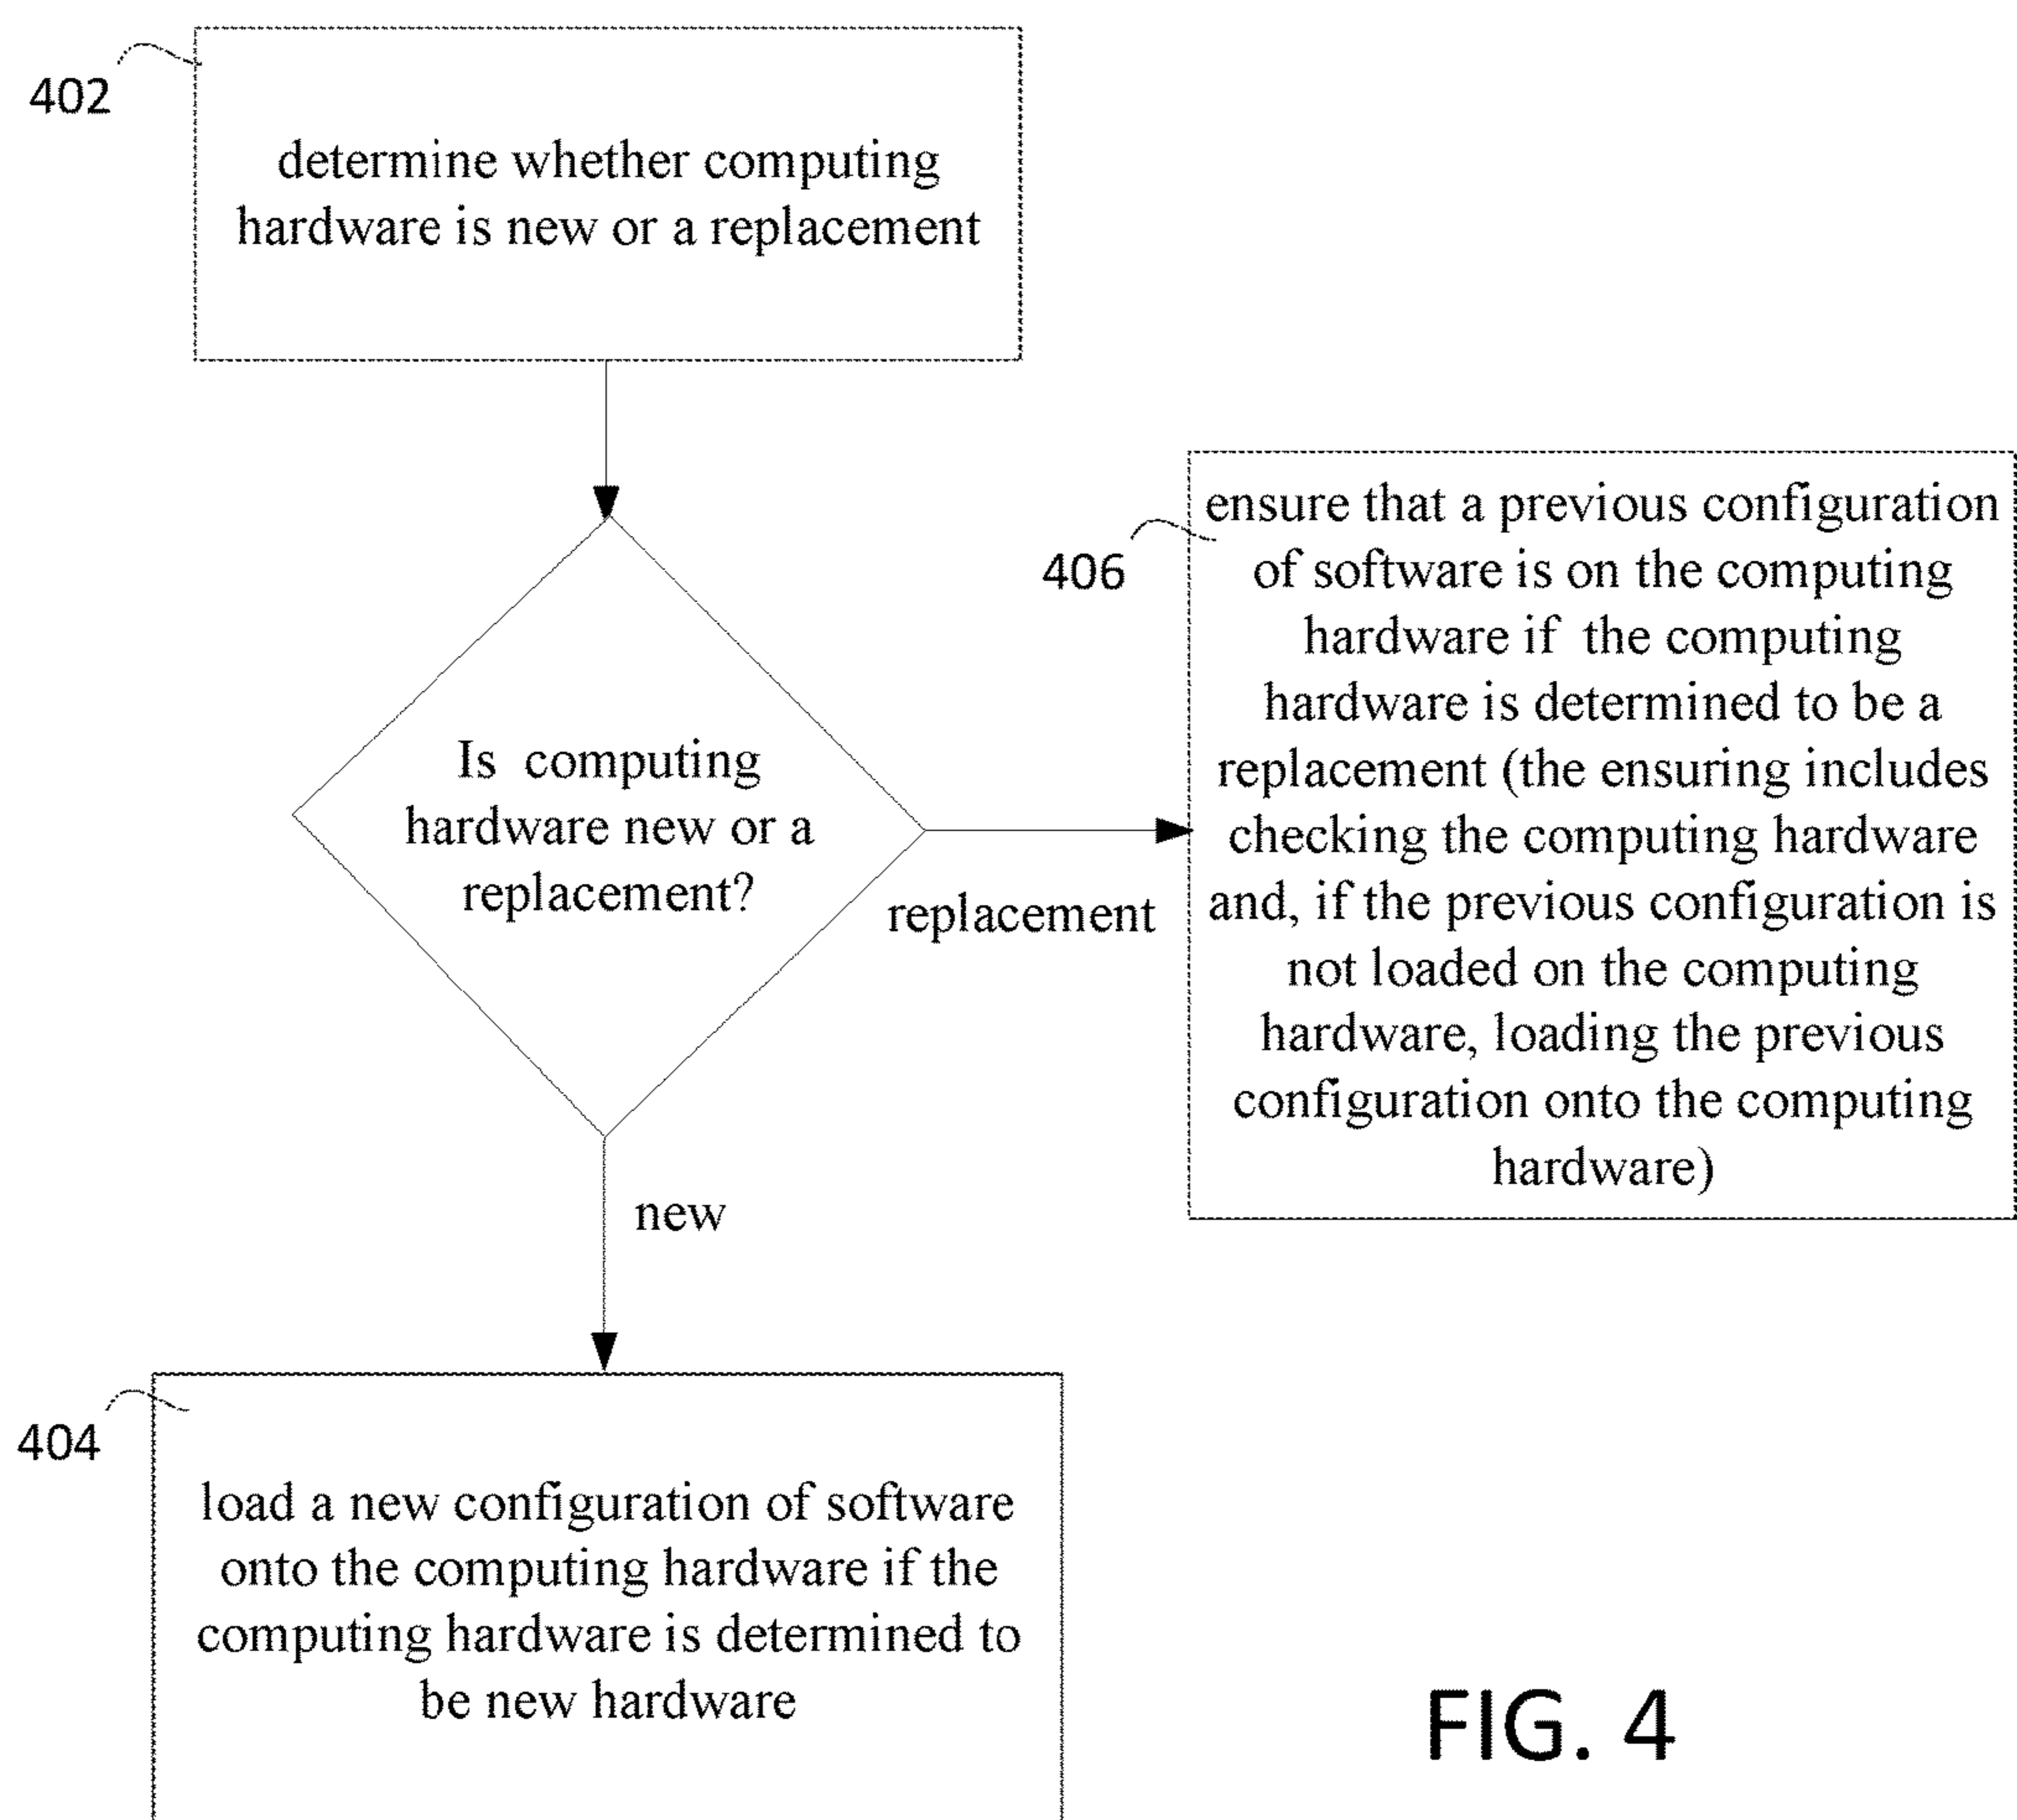 402
determine whether computing
hardware is new or a replacement
Is computing
hardware new or a
replacement?
replacement
406
ensure that a previous configuration
of software is on the computing
hardware if the computing
hardware is determined to be a
replacement (the ensuring includes
checking the computing hardware
and, if the previous configuration is
not loaded on the computing
hardware, loading the previous
configuration onto the computing
hardware)
new
404
load a new configuration of software
onto the computing hardware if the
computing hardware is determined to
be new hardware
FIG. 4